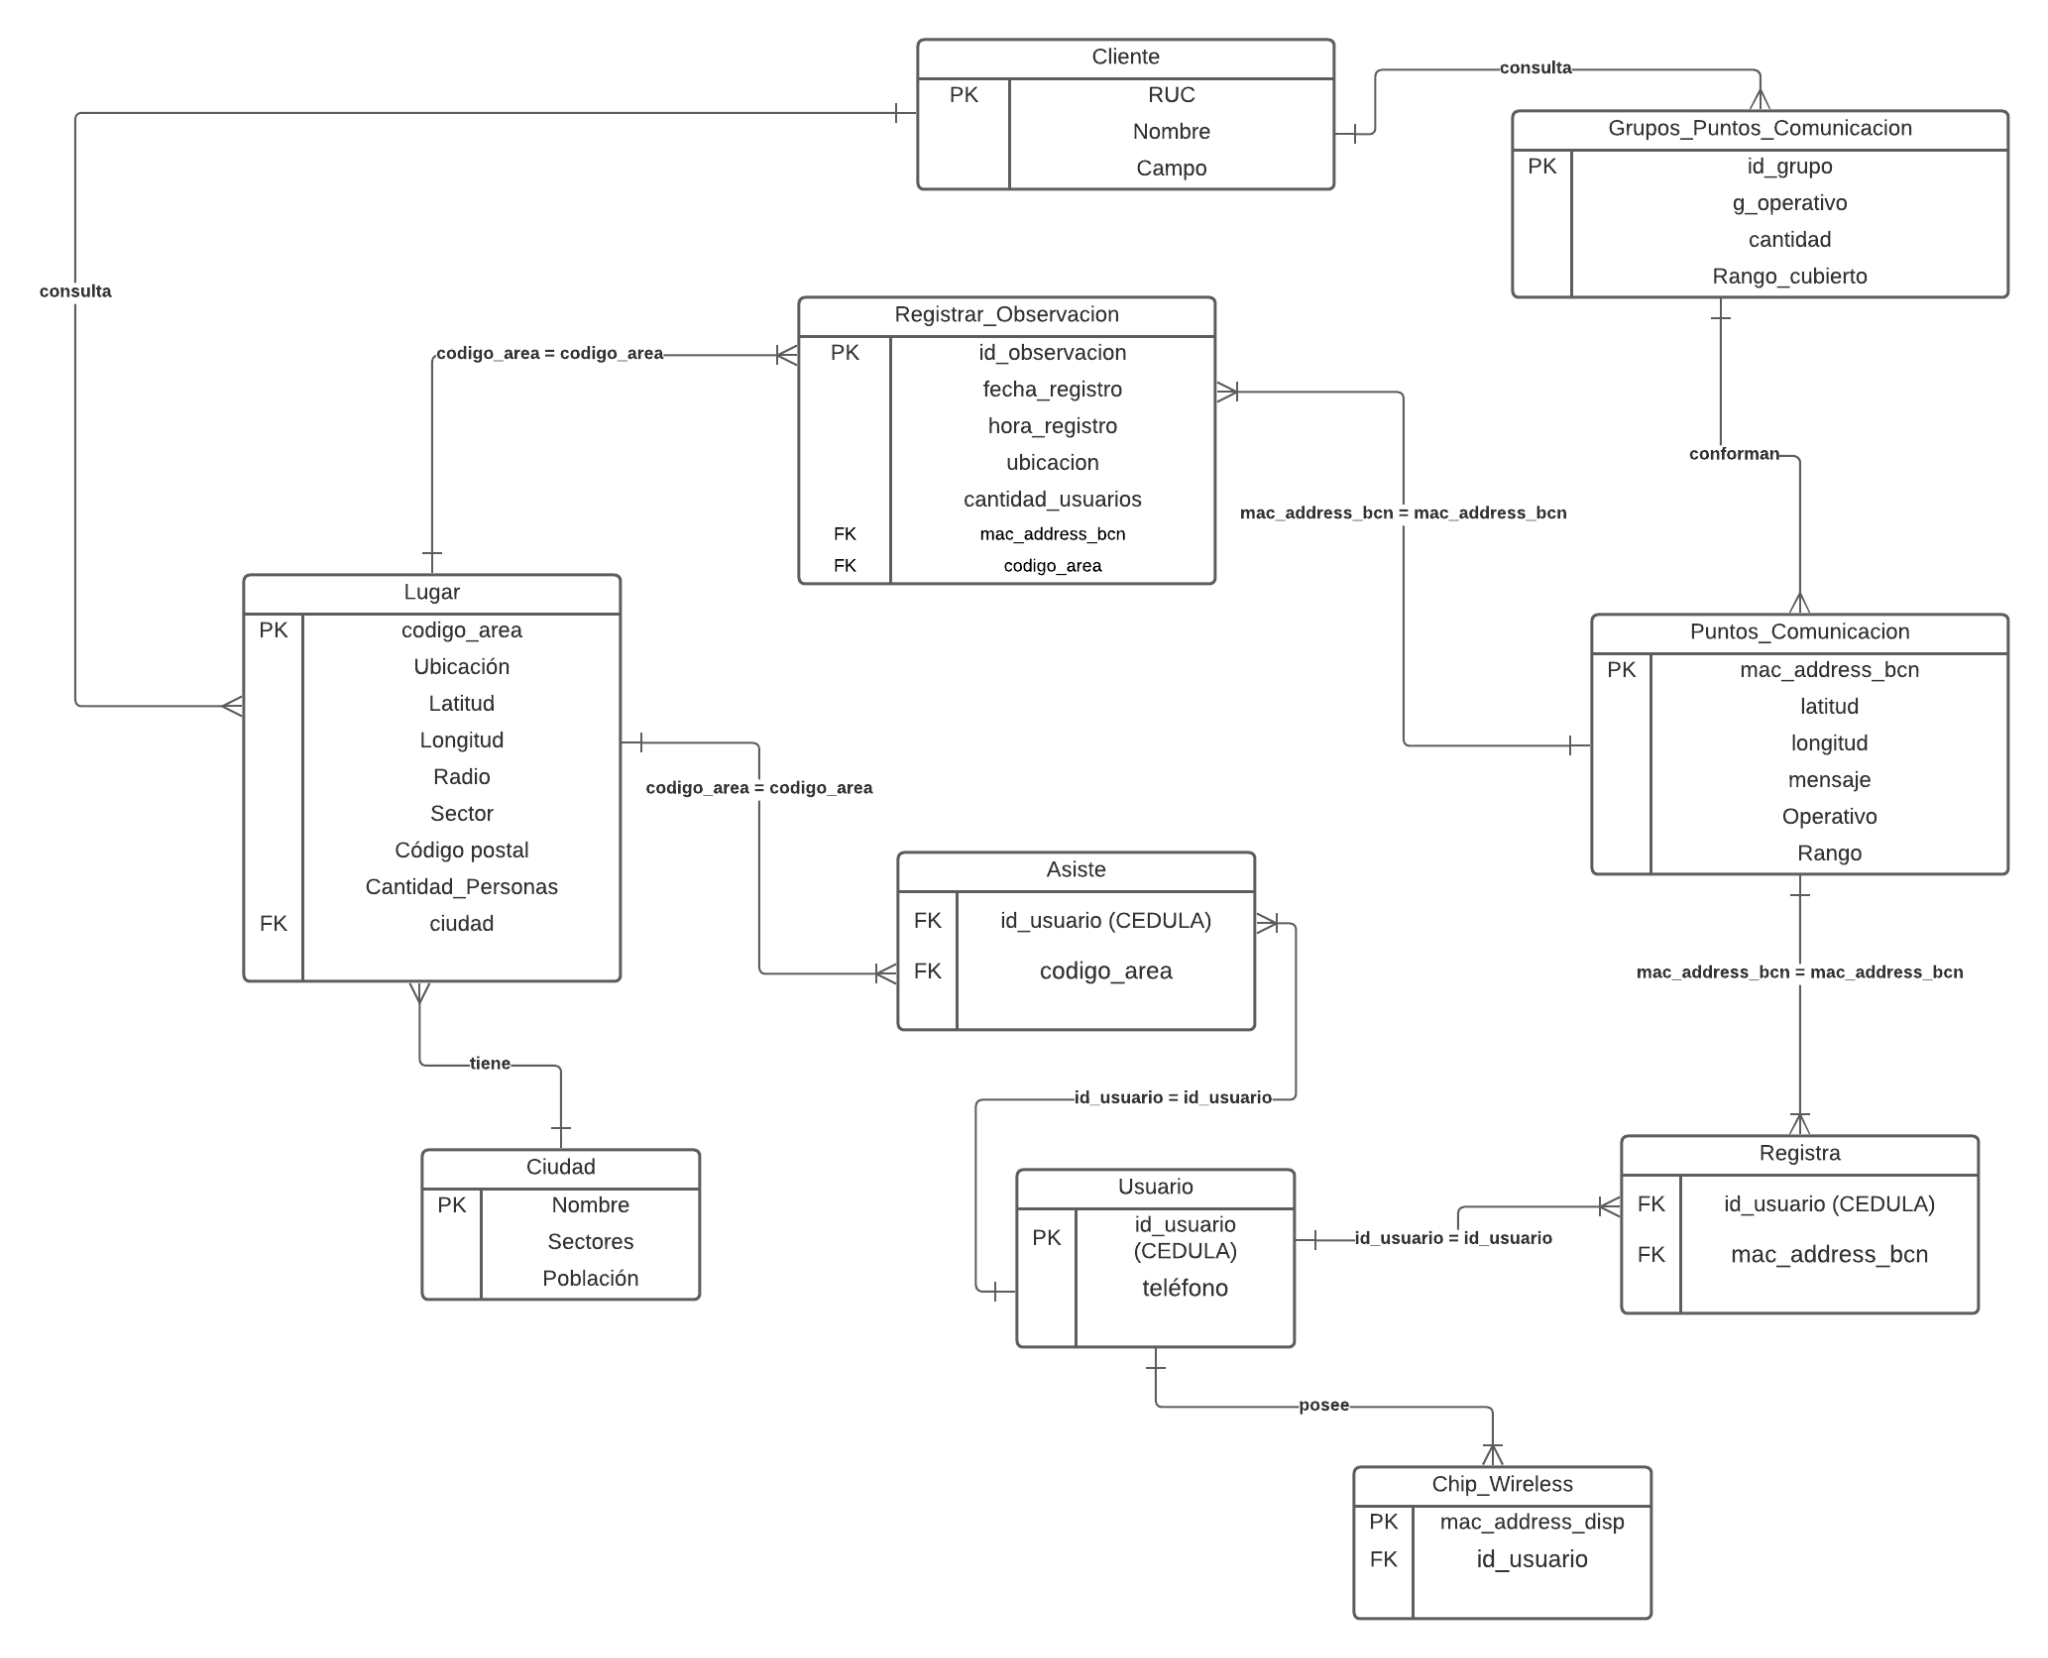 Cliente
PK RUC
Nombre
Campo
consulta
Grupos_Puntos_Comunicacion
PK id_grupo
g_operativo
cantidad
Rango_cubierto
consulta
Registrar_Observacion
PK id_observacion
fecha_registro
hora_registro
ubicacion
cantidad_usuarios
FK mac_address_bcn
FK codigo_area
codigo_area = codigo_area
conforman
mac_address_bcn = mac_address_bcn
Lugar
PK codigo_area
Ubicación
Latitud
Longitud
Radio
Sector
Código postal
Cantidad_Personas
FK ciudad
codigo_area = codigo_area
Puntos_Comunicacion
PK mac_address_bcn
latitud
longitud
mensaje
Operativo
Rango
Asiste
FK id_usuario (CEDULA)
FK codigo_area
mac_address_bcn = mac_address_bcn
tiene
id_usuario = id_usuario
Ciudad
PK Nombre
Sectores
Población
Usuario
PK id_usuario
(CEDULA)
teléfono
id_usuario = id_usuario
Registra
FK id_usuario (CEDULA)
FK mac_address_bcn
posee
Chip_Wireless
PK mac_address_disp
FK id_usuario